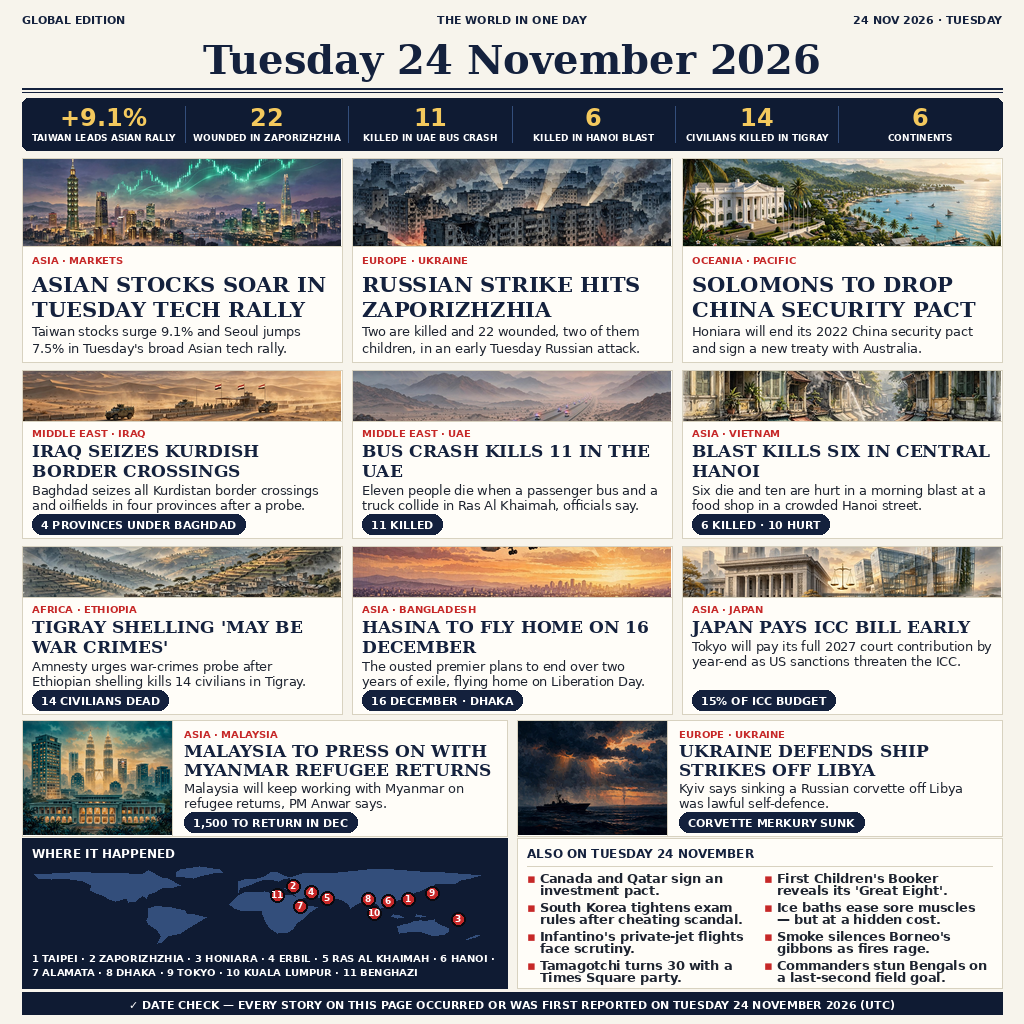 GLOBAL EDITION
THE WORLD IN ONE DAY
24 NOV 2026 · TUESDAY
Tuesday 24 November 2026
+9.1%
TAIWAN LEADS ASIAN RALLY
22
WOUNDED IN ZAPORIZHZHIA
11
KILLED IN UAE BUS CRASH
6
KILLED IN HANOI BLAST
14
CIVILIANS KILLED IN TIGRAY
6
CONTINENTS
ASIA · MARKETS
ASIAN STOCKS SOAR IN
TUESDAY TECH RALLY
Taiwan stocks surge 9.1% and Seoul jumps
7.5% in Tuesday's broad Asian tech rally.
EUROPE · UKRAINE
RUSSIAN STRIKE HITS
ZAPORIZHZHIA
Two are killed and 22 wounded, two of them
children, in an early Tuesday Russian attack.
OCEANIA · PACIFIC
SOLOMONS TO DROP
CHINA SECURITY PACT
Honiara will end its 2022 China security pact
and sign a new treaty with Australia.
MIDDLE EAST · IRAQ
IRAQ SEIZES KURDISH
BORDER CROSSINGS
Baghdad seizes all Kurdistan border crossings
and oilfields in four provinces after a probe.
4 PROVINCES UNDER BAGHDAD
MIDDLE EAST · UAE
BUS CRASH KILLS 11 IN THE
UAE
Eleven people die when a passenger bus and a
truck collide in Ras Al Khaimah, officials say.
11 KILLED
ASIA · VIETNAM
BLAST KILLS SIX IN CENTRAL
HANOI
Six die and ten are hurt in a morning blast at a
food shop in a crowded Hanoi street.
6 KILLED · 10 HURT
AFRICA · ETHIOPIA
TIGRAY SHELLING 'MAY BE
WAR CRIMES'
Amnesty urges war-crimes probe after
Ethiopian shelling kills 14 civilians in Tigray.
14 CIVILIANS DEAD
ASIA · BANGLADESH
HASINA TO FLY HOME ON 16
DECEMBER
The ousted premier plans to end over two
years of exile, flying home on Liberation Day.
16 DECEMBER · DHAKA
ASIA · JAPAN
JAPAN PAYS ICC BILL EARLY
Tokyo will pay its full 2027 court contribution by
year-end as US sanctions threaten the ICC.
15% OF ICC BUDGET
ASIA · MALAYSIA
MALAYSIA TO PRESS ON WITH
MYANMAR REFUGEE RETURNS
Malaysia will keep working with Myanmar on
refugee returns, PM Anwar says.
1,500 TO RETURN IN DEC
EUROPE · UKRAINE
UKRAINE DEFENDS SHIP
STRIKES OFF LIBYA
Kyiv says sinking a Russian corvette off Libya
was lawful self-defence.
CORVETTE MERKURY SUNK
WHERE IT HAPPENED
11
2
4
5
7
8
6
1
9
10
3
1 TAIPEI · 2 ZAPORIZHZHIA · 3 HONIARA · 4 ERBIL · 5 RAS AL KHAIMAH · 6 HANOI ·
7 ALAMATA · 8 DHAKA · 9 TOKYO · 10 KUALA LUMPUR · 11 BENGHAZI
ALSO ON TUESDAY 24 NOVEMBER
Canada and Qatar sign an
investment pact.
South Korea tightens exam
rules after cheating scandal.
Infantino's private-jet flights
face scrutiny.
Tamagotchi turns 30 with a
Times Square party.
First Children's Booker
reveals its 'Great Eight'.
Ice baths ease sore muscles
— but at a hidden cost.
Smoke silences Borneo's
gibbons as fires rage.
Commanders stun Bengals on
a last-second field goal.
✓ DATE CHECK — EVERY STORY ON THIS PAGE OCCURRED OR WAS FIRST REPORTED ON TUESDAY 24 NOVEMBER 2026 (UTC)